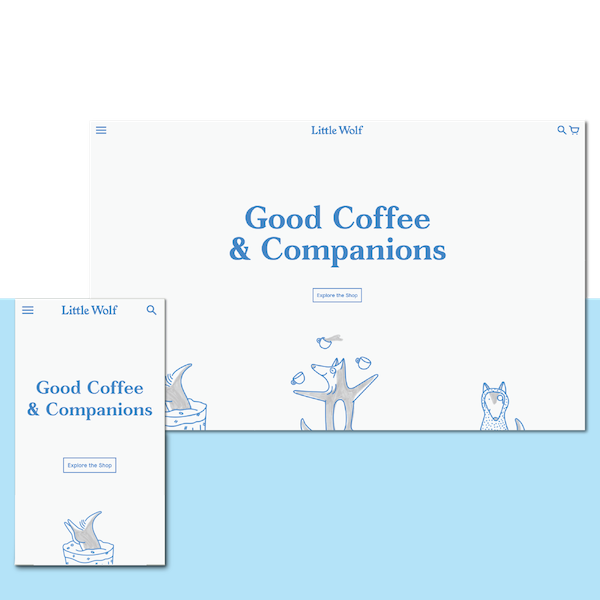 Little Wolf
Good Coffee
& Companions
Explore the Shop
Little Wolf
Good Coffee
& Companions
Explore the Shop